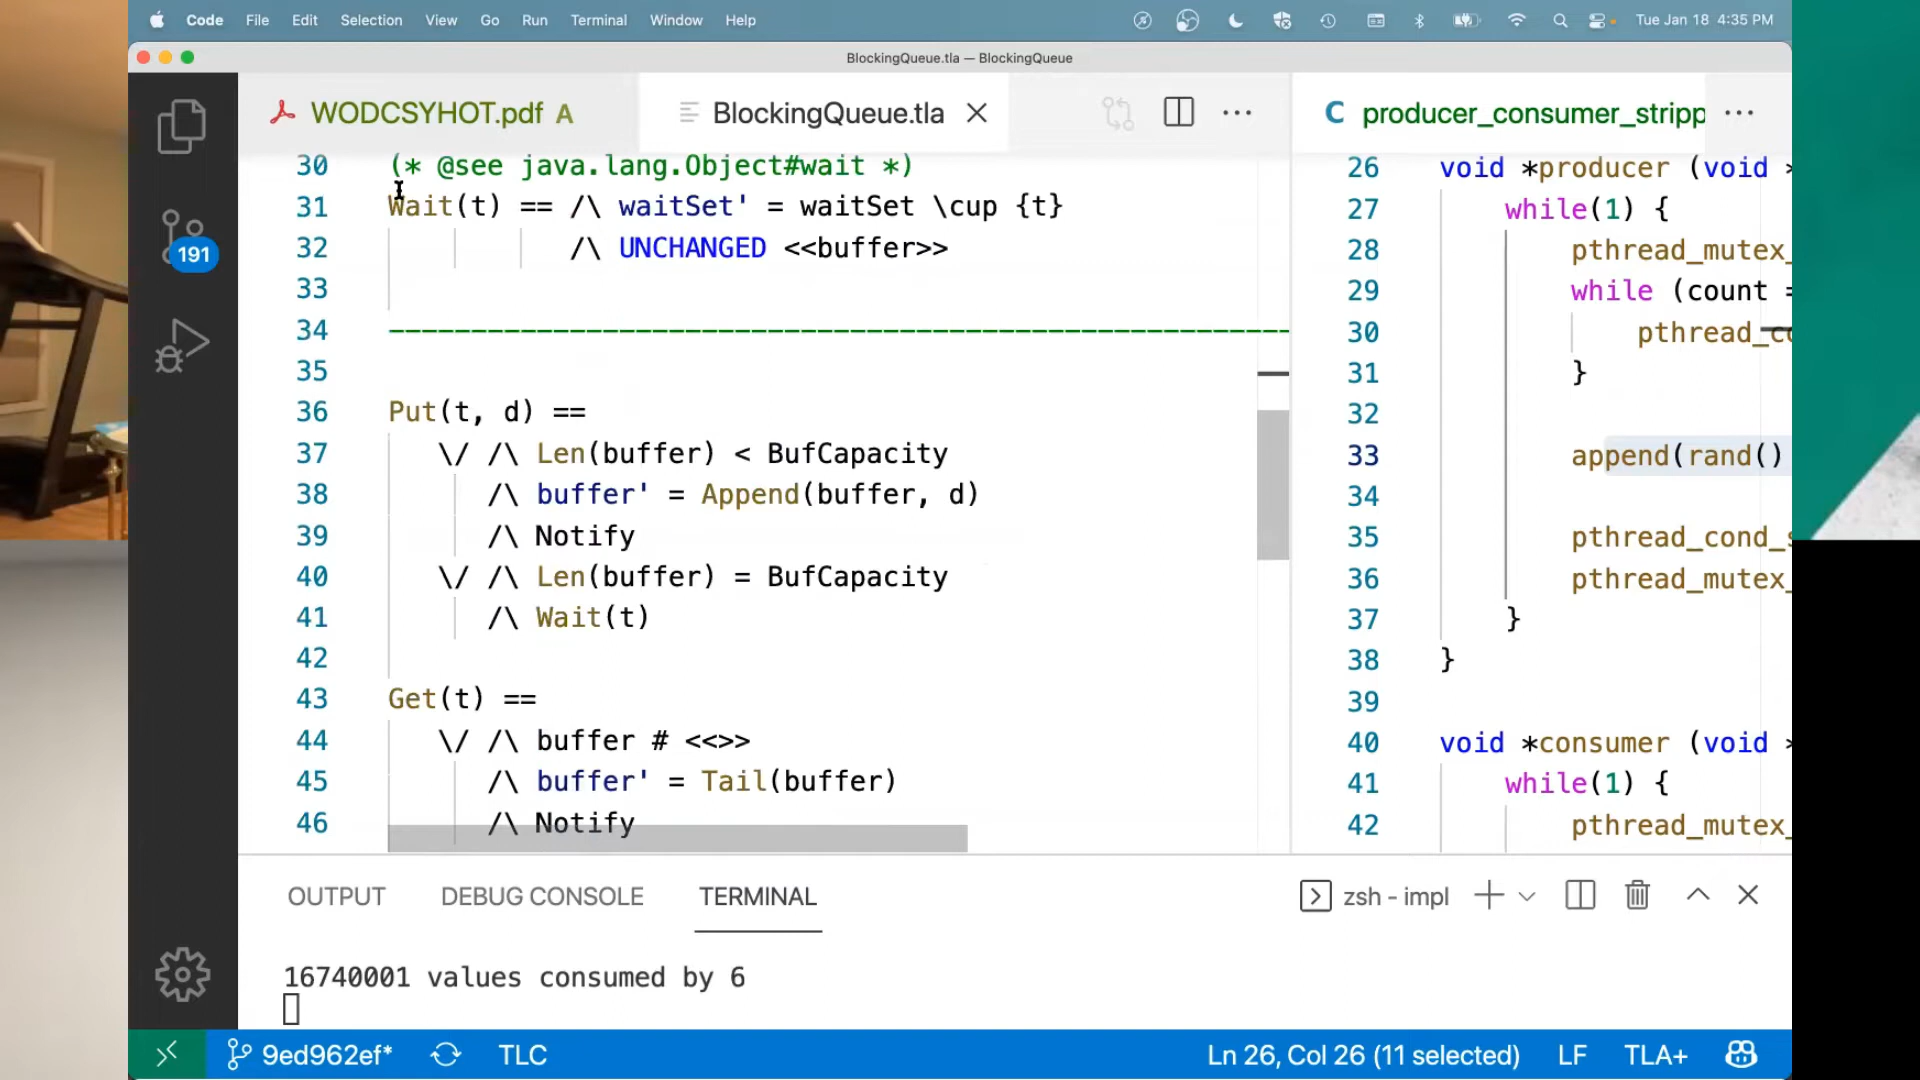 Code File Edit Selection View Go Run Terminal Window Help Tue Jan 18 4:35 PM
BlockingQueue.tla — BlockingQueue
WODCSYHOT.pdf A BlockingQueue.tla
30 (* @see java.lang.Object#wait *)
31 Wait(t) == /\ waitSet' = waitSet \cup {t}
32 /\ UNCHANGED <<buffer>>
33
34 -------------------------------------------------------
35
36 Put(t, d) ==
37 \/ /\ Len(buffer) < BufCapacity
38 /\ buffer' = Append(buffer, d)
39 /\ Notify
40 \/ /\ Len(buffer) = BufCapacity
41 /\ Wait(t)
42
43 Get(t) ==
44 \/ /\ buffer # <<>>
45 /\ buffer' = Tail(buffer)
46 /\ Notify
C producer_consumer_stripp ...
26 void *producer (void *
27 while(1) {
28 pthread_mutex_
29 while (count =
30 pthread_co
31 }
32
33 append(rand()
34
35 pthread_cond_s
36 pthread_mutex_
37 }
38 }
39
40 void *consumer (void *
41 while(1) {
42 pthread_mutex_
191
OUTPUT DEBUG CONSOLE TERMINAL zsh - impl
16740001 values consumed by 6
9ed962ef* TLC Ln 26, Col 26 (11 selected) LF TLA+